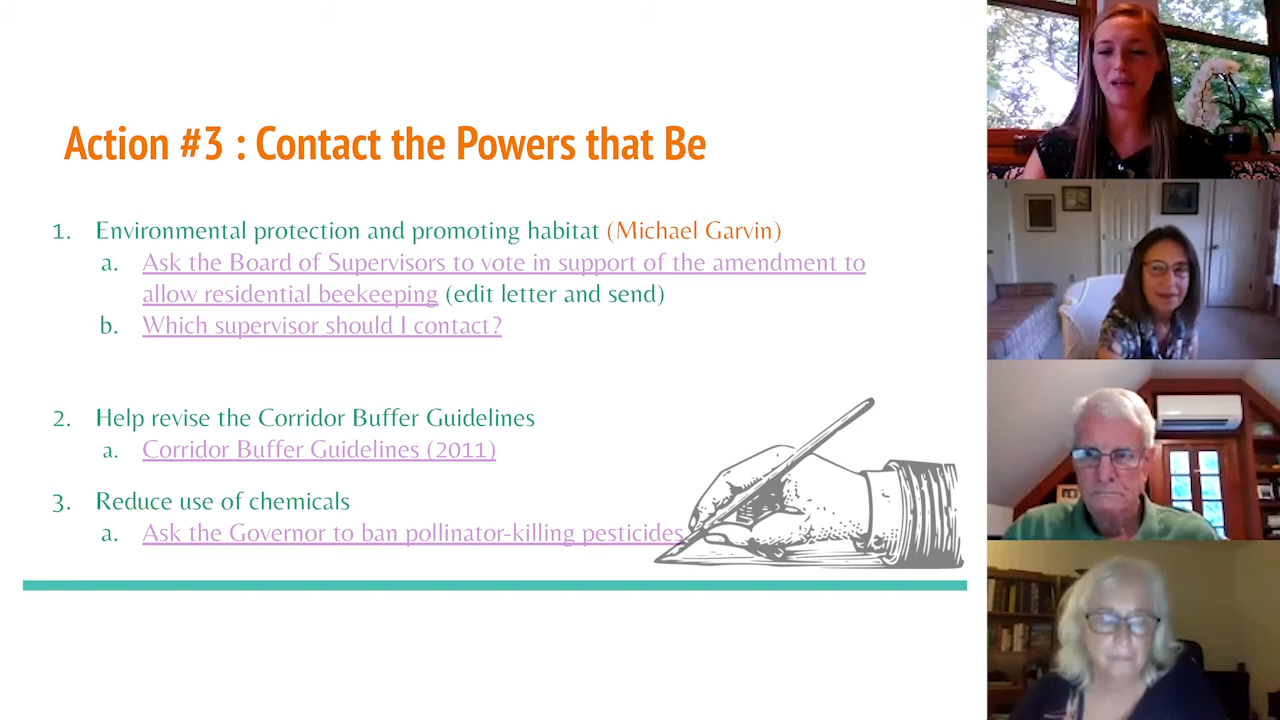 Action #3 : Contact the Powers that Be
1. Environmental protection and promoting habitat (Michael Garvin)
a. Ask the Board of Supervisors to vote in support of the amendment to
allow residential beekeeping (edit letter and send)
b. Which supervisor should I contact?
2. Help revise the Corridor Buffer Guidelines
a. Corridor Buffer Guidelines (2011)
3. Reduce use of chemicals
a. Ask the Governor to ban pollinator-killing pesticides